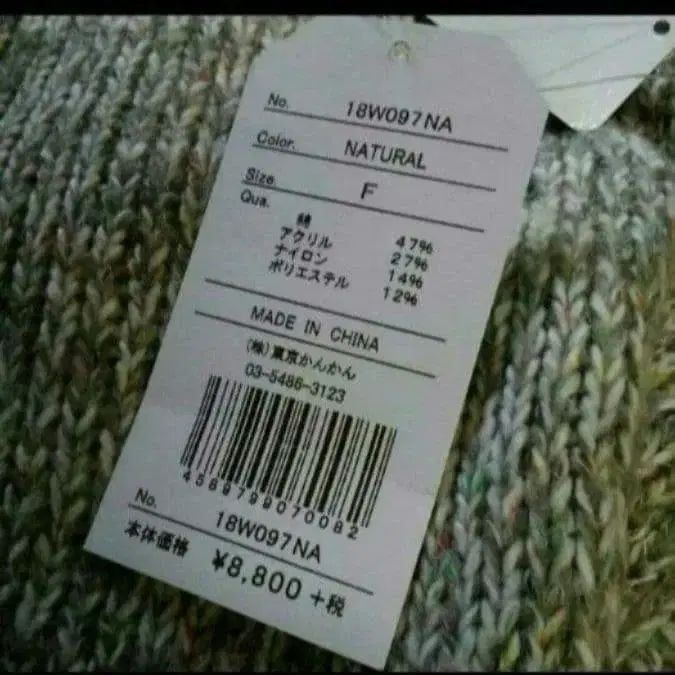 No. 18W097NA
Color. NATURAL
Size F
Qua.
綿 47%
アクリル 27%
ナイロン 14%
ポリエステル 12%
MADE IN CHINA
(株)東京かんかん
03-5486-3123
4589799070082
No. 18W097NA
本体価格 ¥8,800 +税